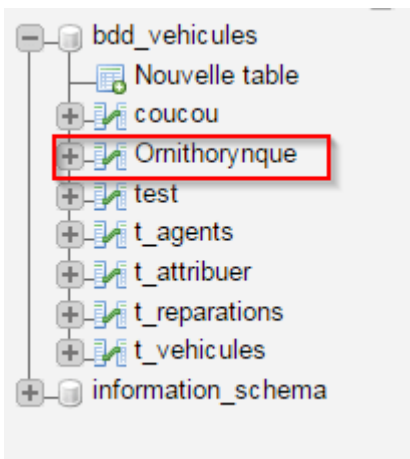 bdd_vehicules
Nouvelle table
coucou
Ornithorynque
test
t_agents
t_attribuer
t_reparations
t_vehicules
information_schema